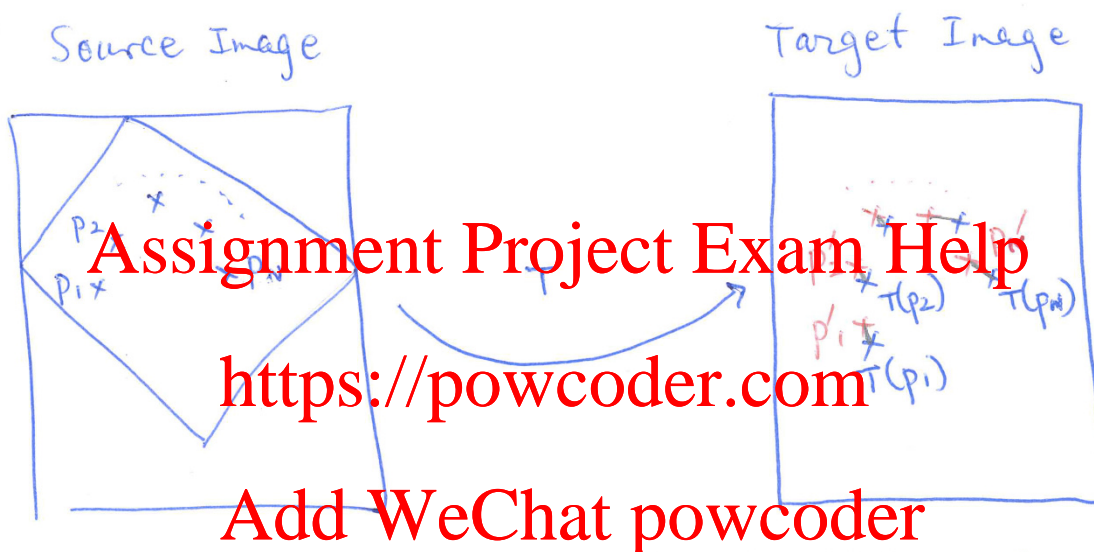 Source Image
Target Image
P2
P1
PN
T
Assignment Project Exam Help
P'1
T(P2)
T(PN)
https://powcoder.com
T(P1)
Add WeChat powcoder